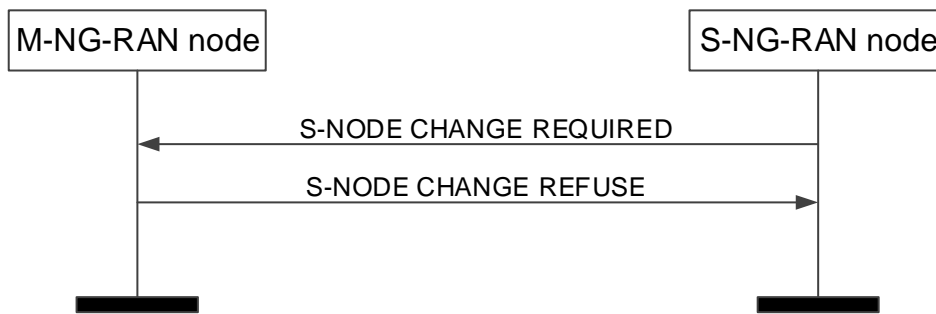 M-NG-RAN node
S-NG-RAN node
S-NODE CHANGE REQUIRED
S-NODE CHANGE REFUSE